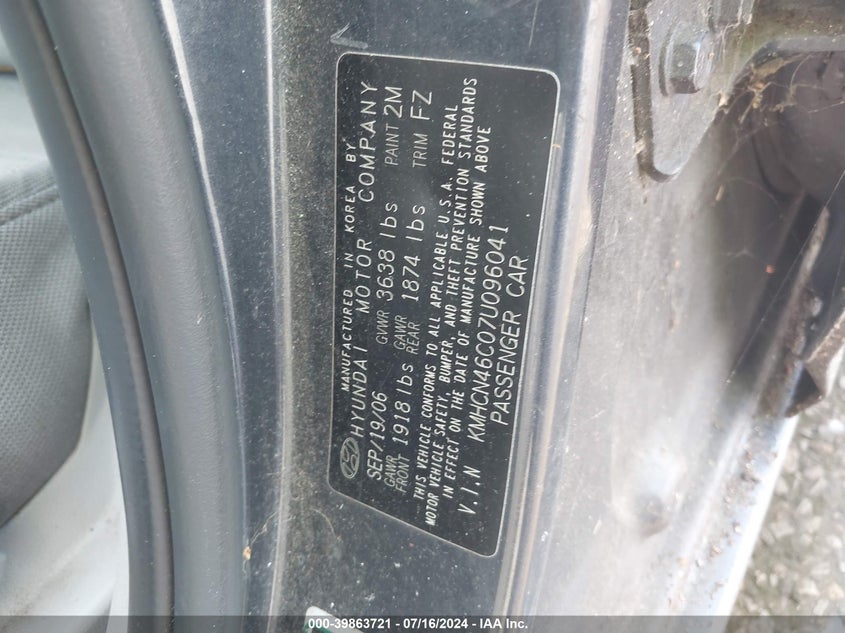 MANUFACTURED IN KOREA BY
HYUNDAI MOTOR COMPANY
SEP/19/06 GVWR 3638 lbs PAINT 2M
GAWR FRONT 1918 lbs GAWR REAR 1874 lbs TRIM FZ
THIS VEHICLE CONFORMS TO ALL APPLICABLE U.S.A. FEDERAL
MOTOR VEHICLE SAFETY, BUMPER, AND THEFT PREVENTION STANDARDS
IN EFFECT ON THE DATE OF MANUFACTURE SHOWN ABOVE
V.I.N KMHCN46C07U096041
PASSENGER CAR
000-39863721 / 07/16/2024 - IAA Inc.